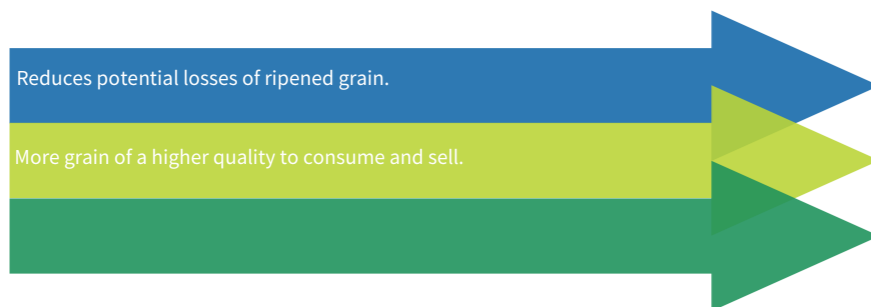 Reduces potential losses of ripened grain.
More grain of a higher quality to consume and sell.